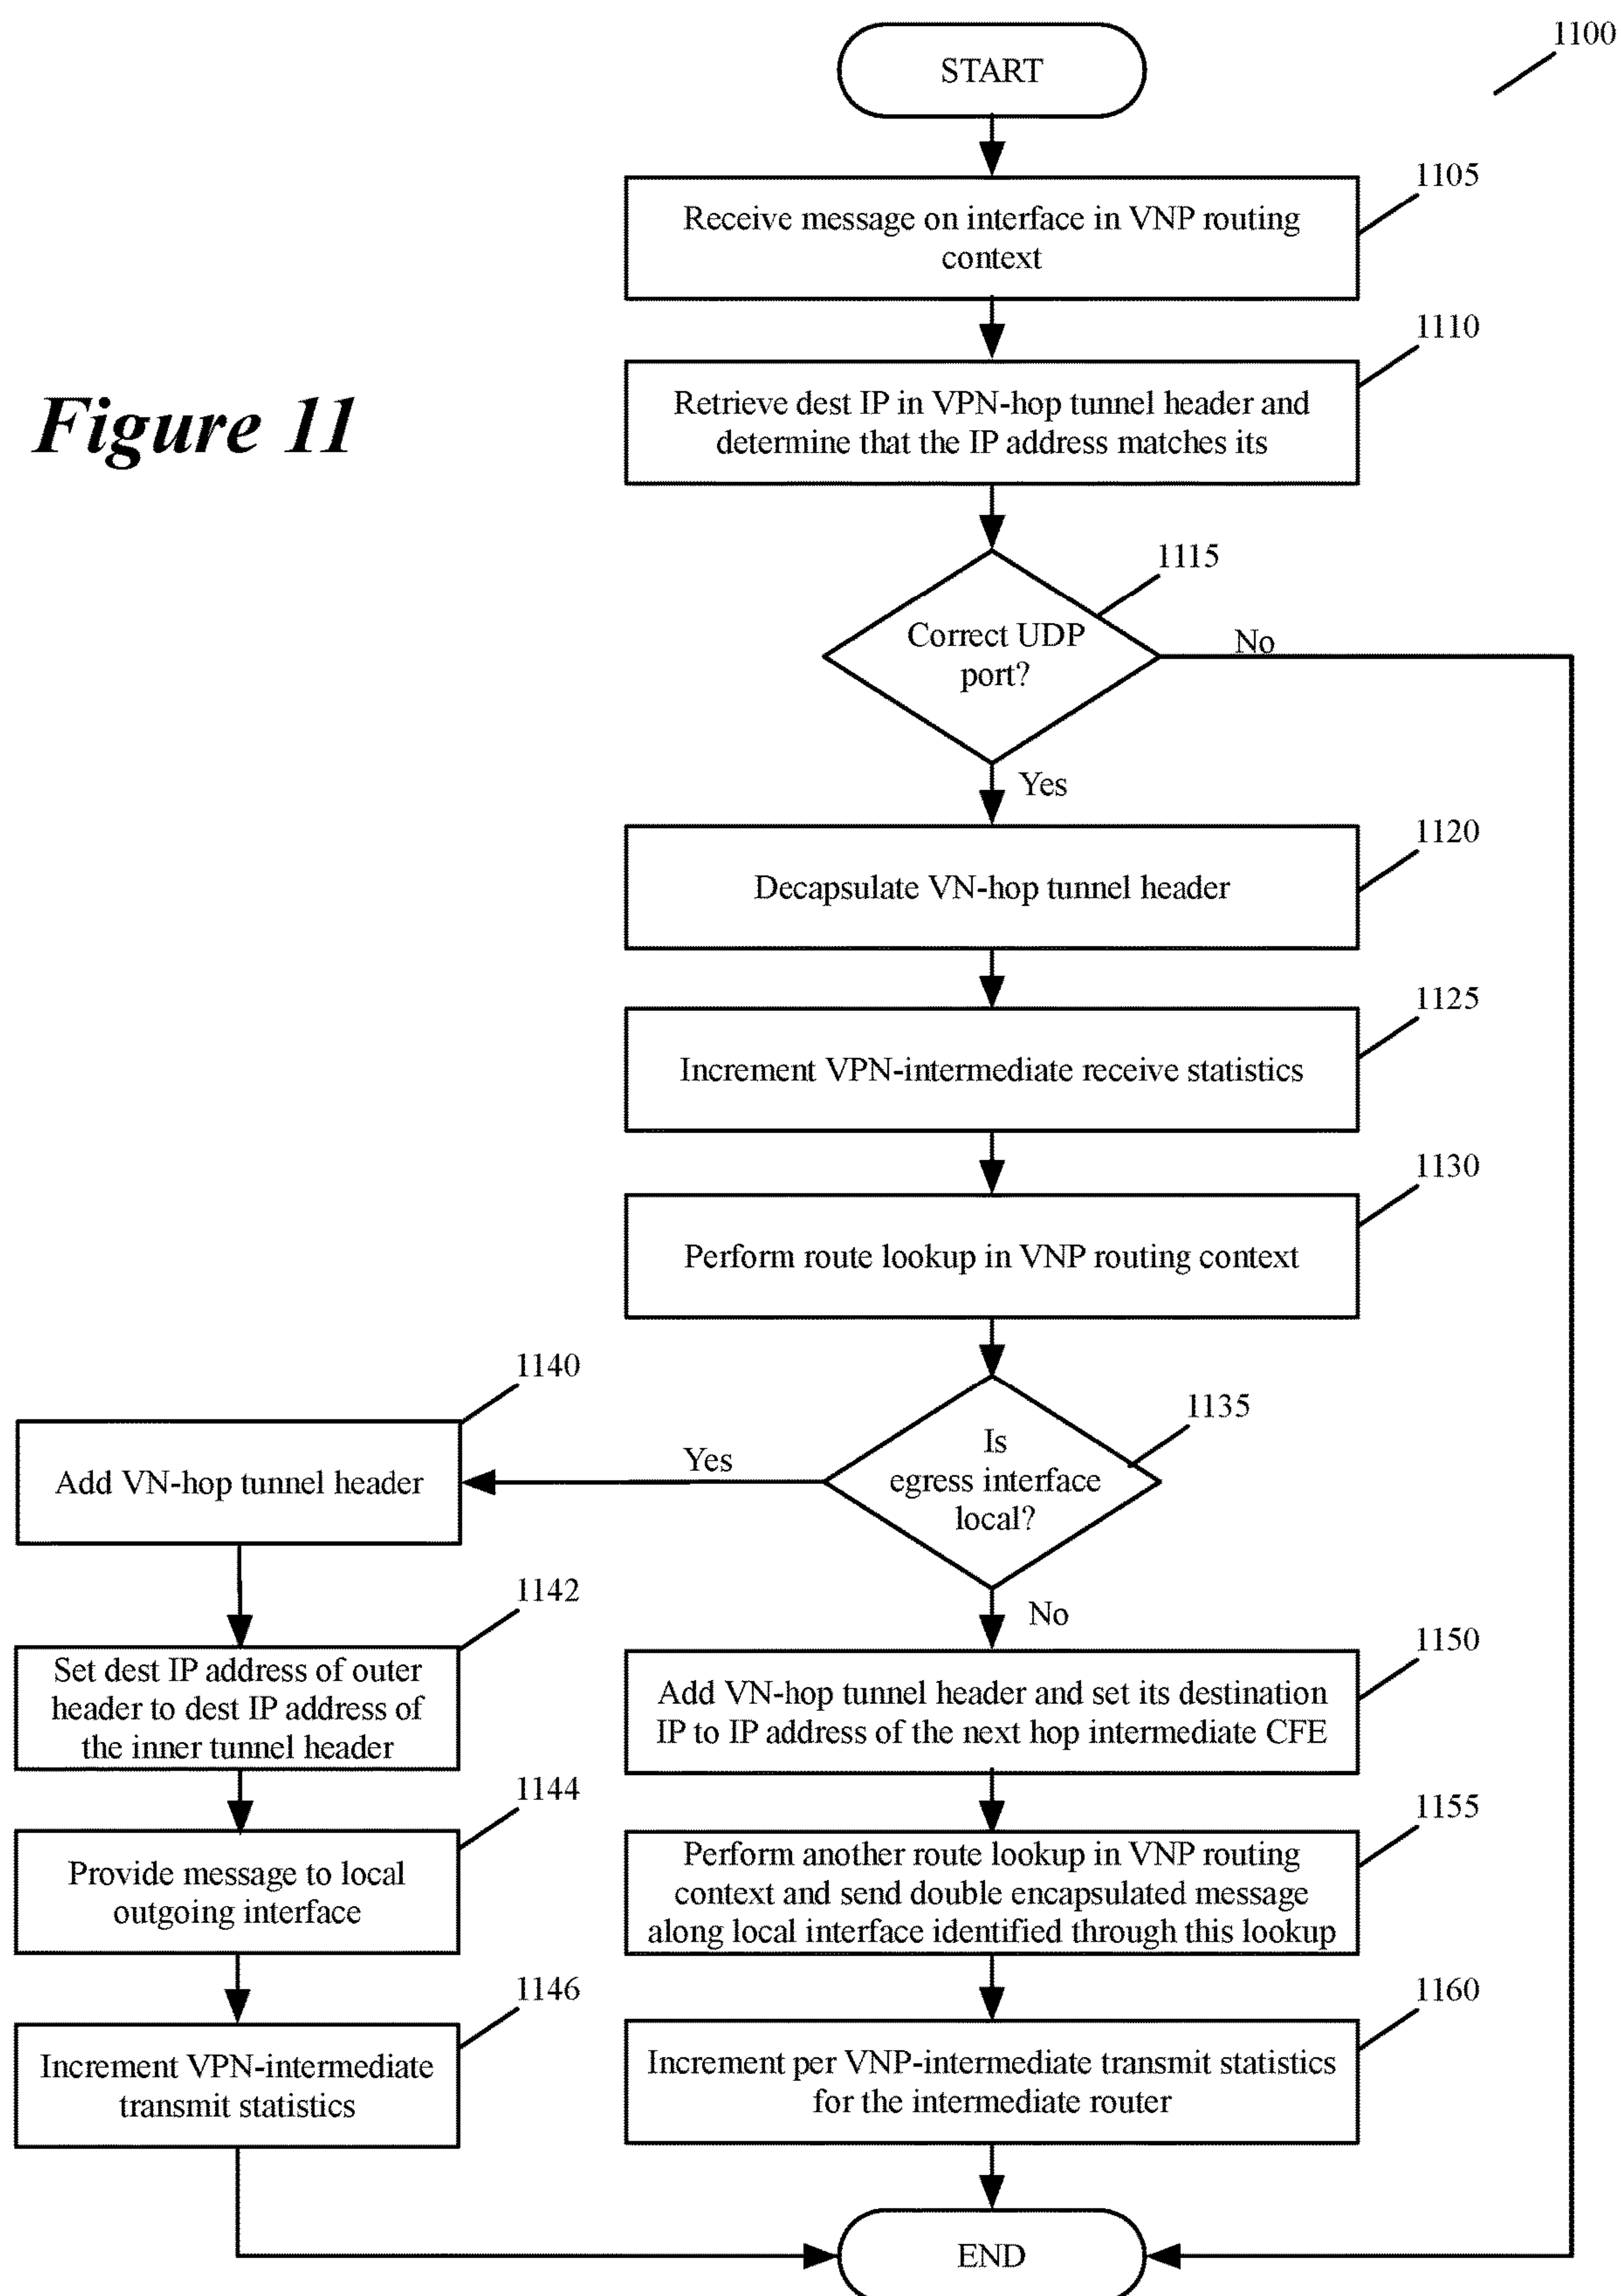 1100
START
1105
Receive message on interface in VNP routing
context
1110
Retrieve dest IP in VPN-hop tunnel header and
determine that the IP address matches its
Figure 11
1115
Correct UDP
port?
No
Yes
1120
Decapsulate VN-hop tunnel header
1125
Increment VPN-intermediate receive statistics
1130
Perform route lookup in VNP routing context
1135
Is
egress interface
local?
Yes
1140
Add VN-hop tunnel header
1142
Set dest IP address of outer
header to dest IP address of
the inner tunnel header
1144
Provide message to local
outgoing interface
1146
Increment VPN-intermediate
transmit statistics
No
1150
Add VN-hop tunnel header and set its destination
IP to IP address of the next hop intermediate CFE
1155
Perform another route lookup in VNP routing
context and send double encapsulated message
along local interface identified through this lookup
1160
Increment per VNP-intermediate transmit statistics
for the intermediate router
END